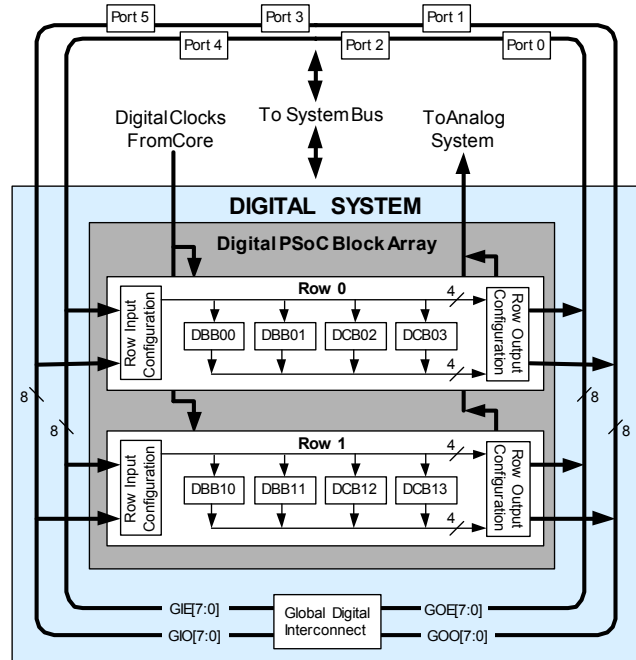 Port 5
Port 3
Port 1
Port 4
Port 2
Port 0
Digital Clocks
From Core
To System Bus
To Analog
System
DIGITAL SYSTEM
Digital PSoC Block Array
Row 0
4
Row Input
Configuration
DBB00
DBB01
DCB02
DCB03
4
Row Output
Configuration
8
8
8
8
Row 1
4
Row Input
Configuration
DBB10
DBB11
DCB12
DCB13
4
Row Output
Configuration
GIE[7:0]
GIO[7:0]
Global Digital
Interconnect
GOE[7:0]
GOO[7:0]